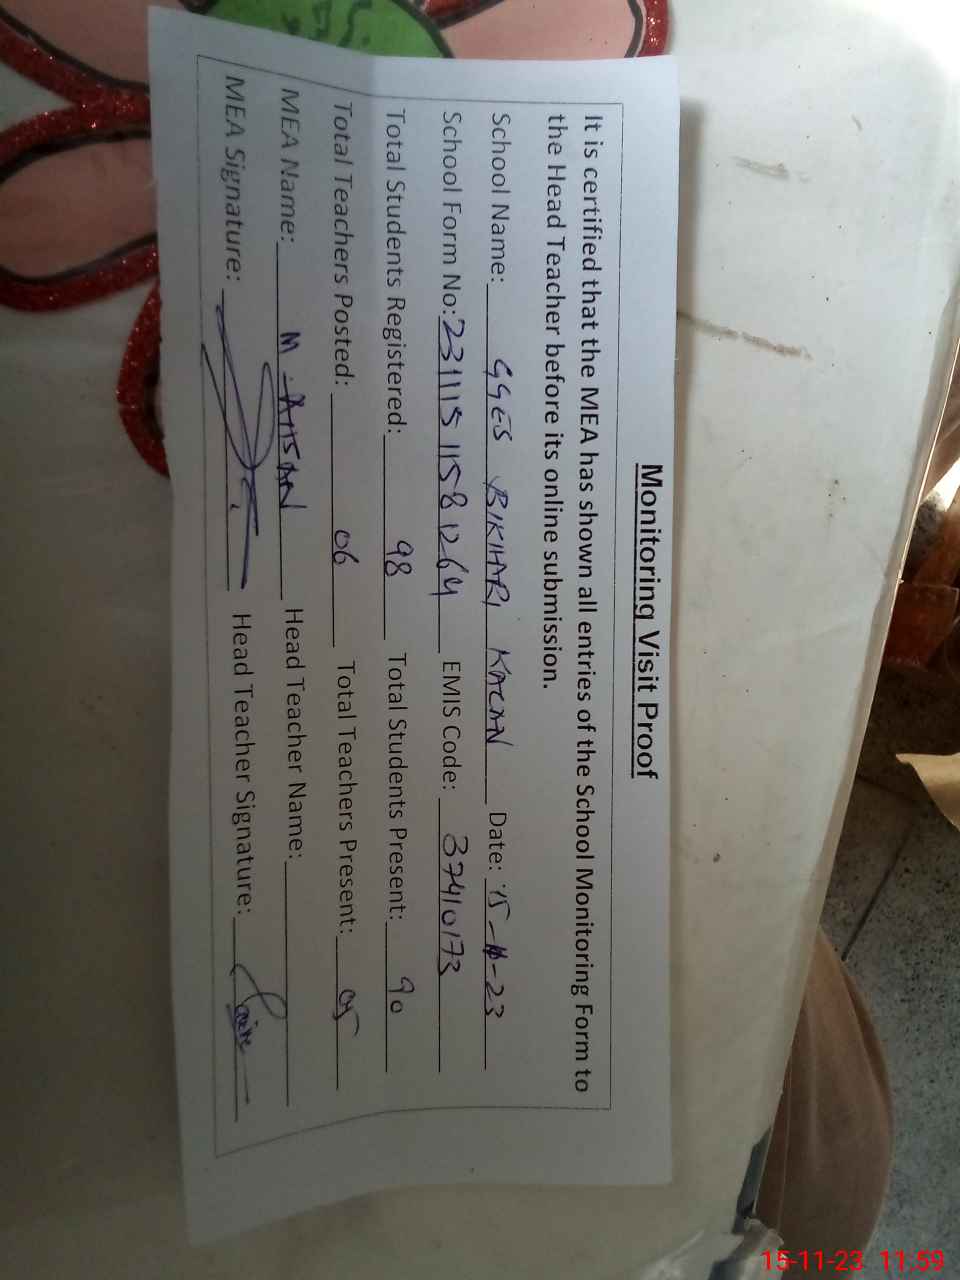 Monitoring Visit Proof
It is certified that the MEA has shown all entries of the School Monitoring Form to
the Head Teacher before its online submission.
School Name: GGES BIKHARI KACAN Date: 15-11-23
School Form No: 23111511581264 EMIS Code: 37410173
Total Students Registered: 98 Total Students Present: 90
Total Teachers Posted: 06 Total Teachers Present: 05
MEA Name: M-AHSAN Head Teacher Name:
MEA Signature: Head Teacher Signature:
15-11-23 11:59